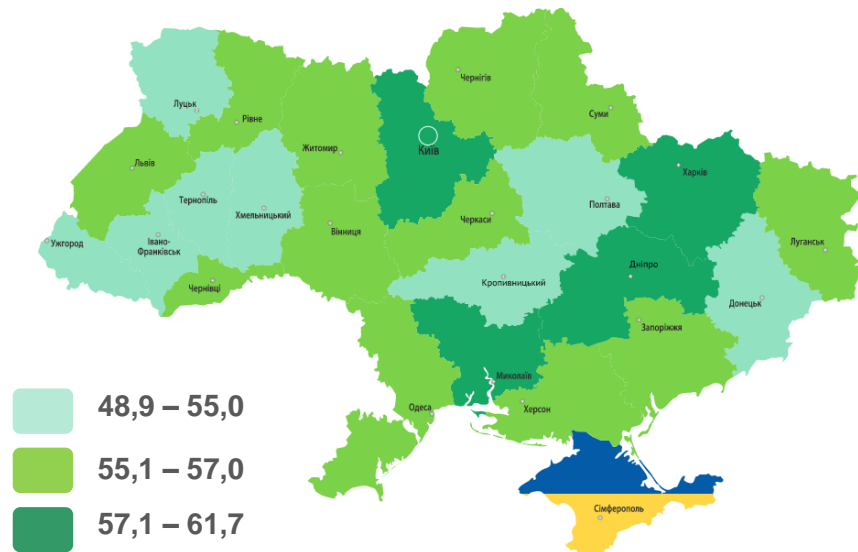 Чернігів
Луцьк
Рівне
Суми
Житомир
Київ
Львів
Харків
Тернопіль
Хмельницький
Полтава
Черкаси
Вінниця
Ужгород
Івано-
Франківськ
Луганськ
Дніпро
Кропивницький
Чернівці
Донецьк
Запоріжжя
Миколаїв
Одеса
Херсон
Сімферополь
48,9 – 55,0
55,1 – 57,0
57,1 – 61,7